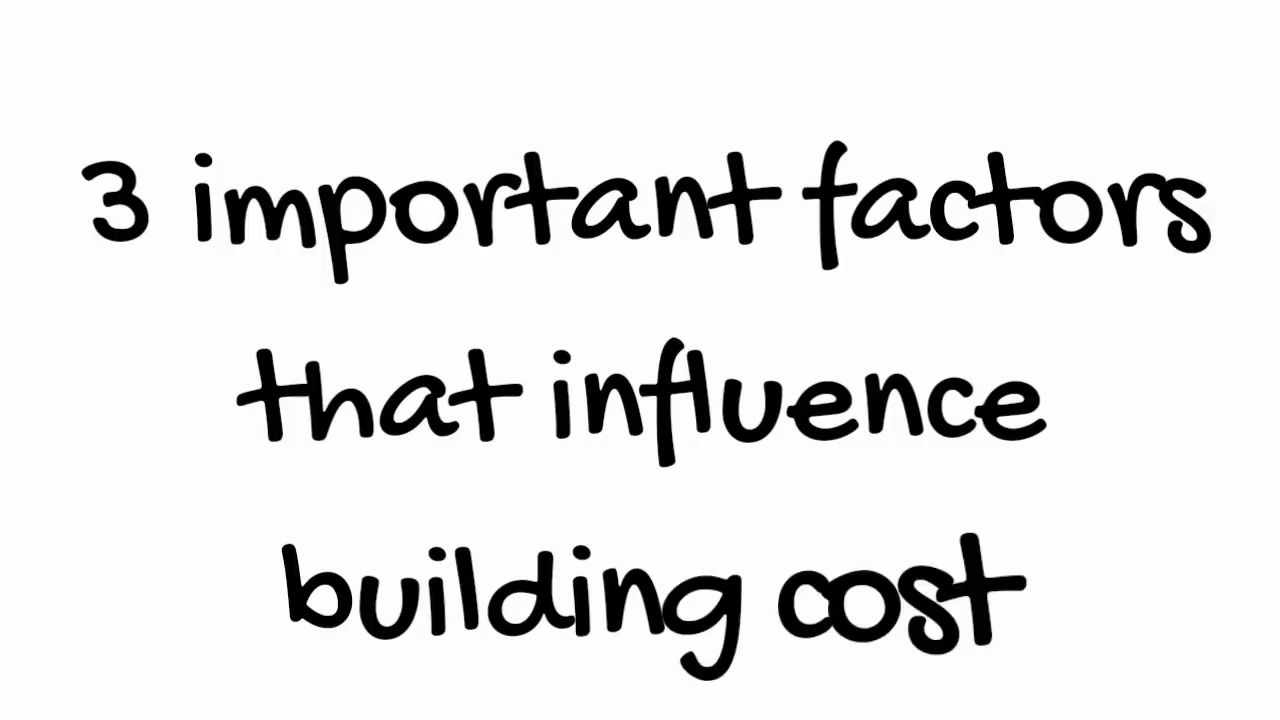 3 important factors
that influence
building cost